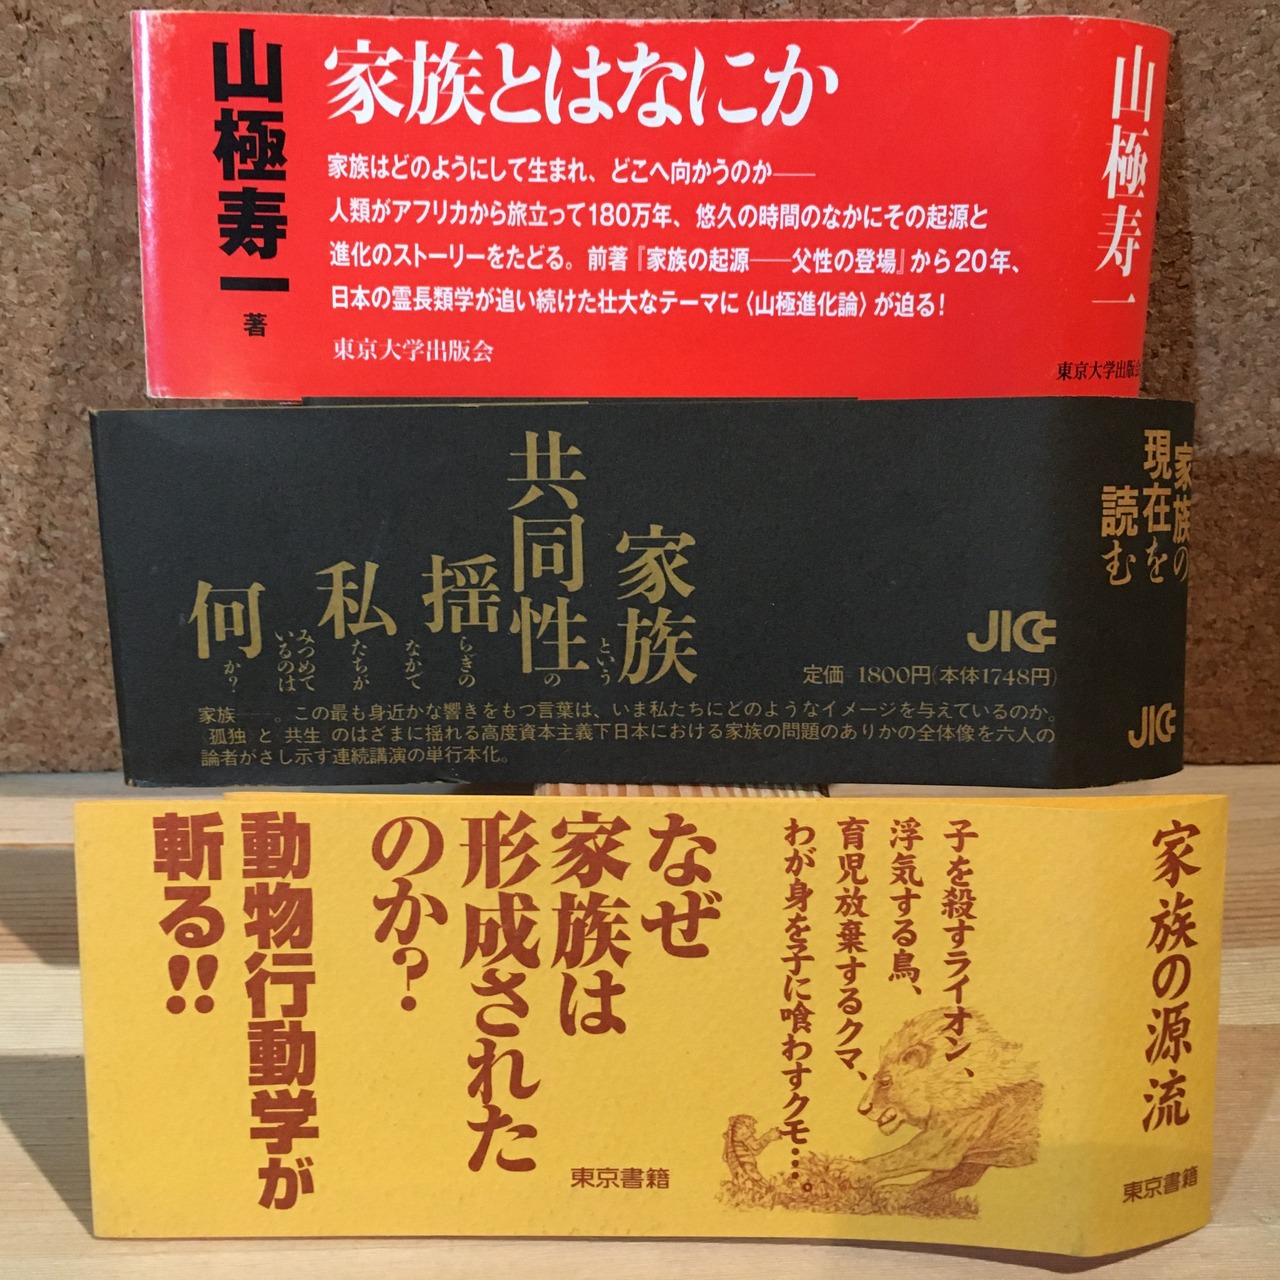 家族とはなにか
山極寿一 著
家族はどのようにして生まれ、どこへ向かうのか——
人類がアフリカから旅立って180万年、悠久の時間のなかにその起源と
進化のストーリーをたどる。前著『家族の起源——父性の登場』から20年、
日本の霊長類学が追い続けた壮大なテーマに〈山極進化論〉が迫る!
東京大学出版会
山極寿一
東京大学出版会
家族の
現在を
読む
JICC
家族という
共同性の
揺らぎの
なかで
私たちが
みつめて
いるのは
何か?
JICC
定価 1800円(本体1748円)
家族——。この最も身近かな響きをもつ言葉は、いま私たちにどのようなイメージを与えているのか。
孤独 と 共生 のはざまに揺れる高度資本主義下日本における家族の問題のありかの全体像を六人の
論者がさし示す連続講演の単行本化。
家族の源流
東京書籍
子を殺すライオン、
浮気する鳥、
育児放棄するクマ、
わが身を子に喰わすクモ…。
なぜ
家族は
形成された
のか?
動物行動学が
斬る!!
東京書籍